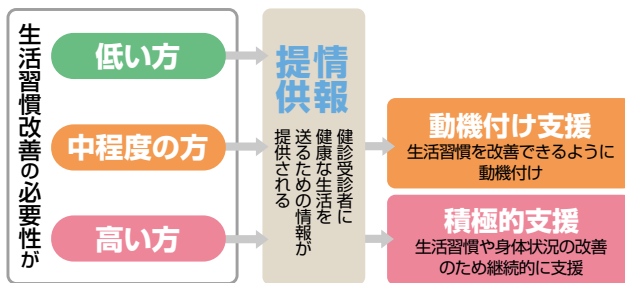 生活習慣改善の必要性が
低い方
中程度の方
高い方
情報
提供
健診受診者に
健康な生活を
送るための情報が
提供される
動機付け支援
生活習慣を改善できるように
動機付け
積極的支援
生活習慣や身体状況の改善
のため継続的に支援